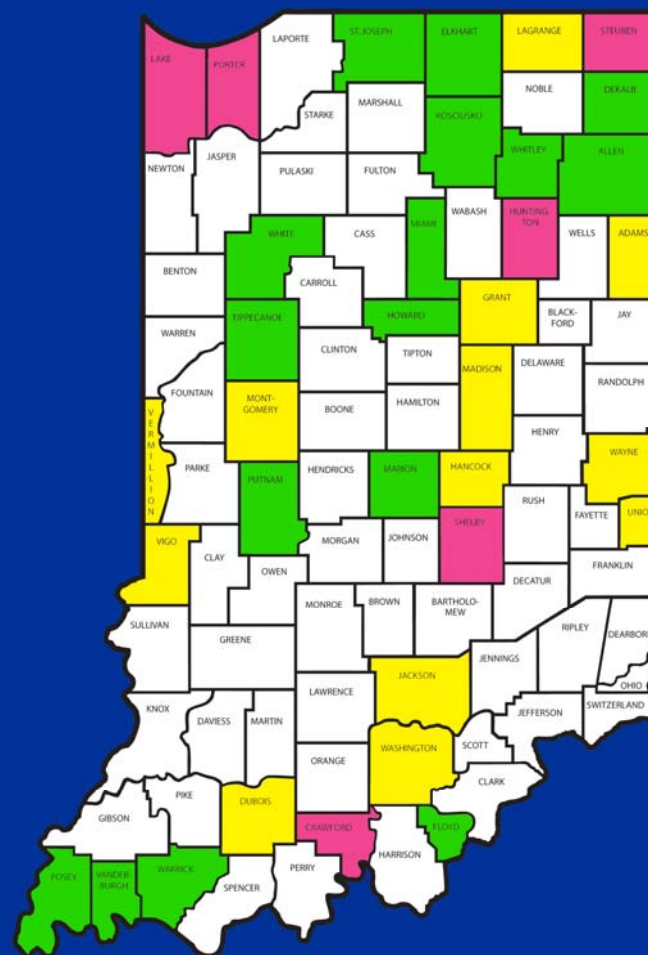 LAPORTE
ST. JOSEPH
ELKHART
LAGRANGE
STEUBEN
LAKE
PORTER
NOBLE
DEKALB
STARKE
MARSHALL
KOSCIUSKO
WHITLEY
ALLEN
NEWTON
JASPER
PULASKI
FULTON
WABASH
HUNTING-
TON
MIAMI
WHITE
CASS
WELLS
ADAMS
BENTON
CARROLL
GRANT
BLACK-
FORD
JAY
TIPPECANOE
HOWARD
WARREN
CLINTON
TIPTON
MADISON
DELAWARE
RANDOLPH
FOUNTAIN
MONT-
GOMERY
BOONE
HAMILTON
HENRY
VERMILLION
PARKE
PUTNAM
HENDRICKS
MARION
HANCOCK
WAYNE
RUSH
FAYETTE
UNIO
SHELBY
VIGO
CLAY
MORGAN
JOHNSON
FRANKLIN
OWEN
DECATUR
SULLIVAN
MONROE
BROWN
BARTHOLO-
MEW
RIPLEY
DEARBOR
GREENE
JENNINGS
JACKSON
OHIO
LAWRENCE
KNOX
DAVIESS
MARTIN
JEFFERSON
SWITZERLAND
WASHINGTON
SCOTT
ORANGE
CLARK
PIKE
DUBOIS
GIBSON
CRAWFORD
FLOYD
HARRISON
POSEY
VANDER-
BURGH
WARRICK
PERRY
SPENCER